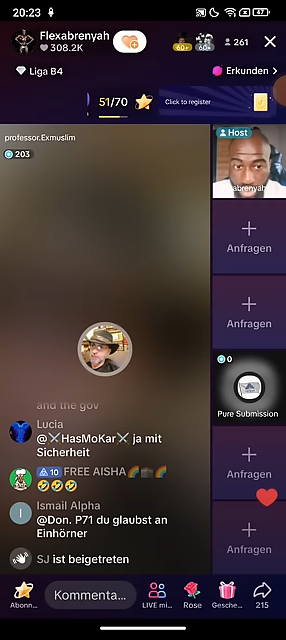 20:23
47
Flexabrenyah
308.2K
60+
60+
261
Liga B4
Erkunden
51/70
Click to register
professor.Exmuslim
203
Host
abrenyah
Anfragen
Anfragen
0
Pure Submission
Anfragen
Anfragen
and the gov
Lucia
@⚔️HasMoKar⚔️ ja mit
Sicherheit
10 FREE AISHA🌈🕋🌈
🤣🤣🤣
I
Ismail Alpha
@Don. P71 du glaubst an
Einhörner
SJ ist beigetreten
Abonn...
Kommenta...
LIVE mi...
Rose
Gesche...
215